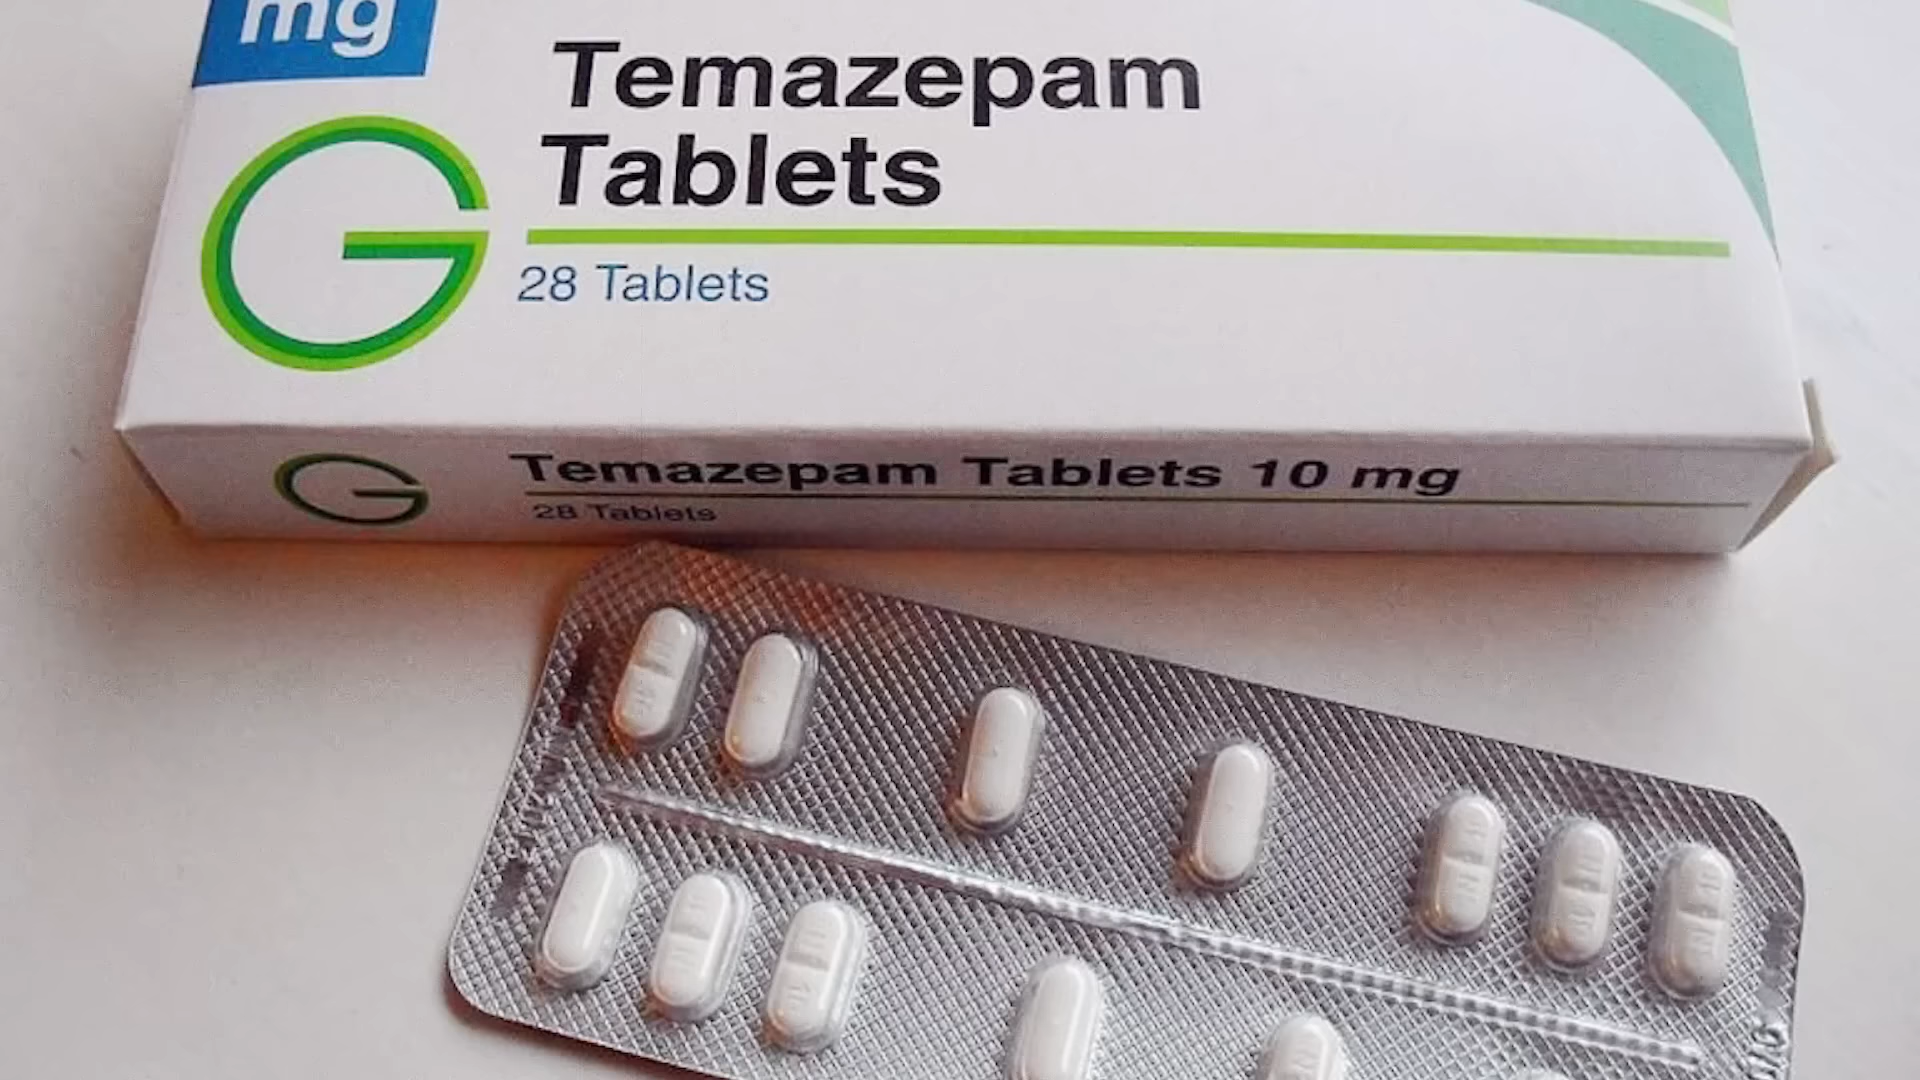 mg
Temazepam
Tablets
28 Tablets
Temazepam Tablets 10 mg
28 Tablets